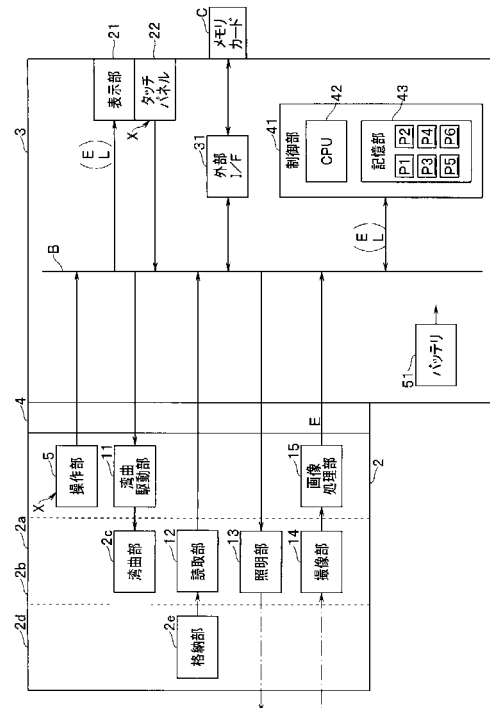 2d
2b
2a
4
3
格納部
2e
湾曲部
2c
読取部
12
照明部
13
撮像部
14
X
操作部
5
湾曲
駆動部
11
画像
処理部
15
E
2
B
バッテリ
51
E
L
表示部
21
X
タッチ
パネル
22
外部
I/F
31
メモリ
カード
C
E
L
制御部
41
CPU
42
記憶部
43
P1
P2
P3
P4
P5
P6